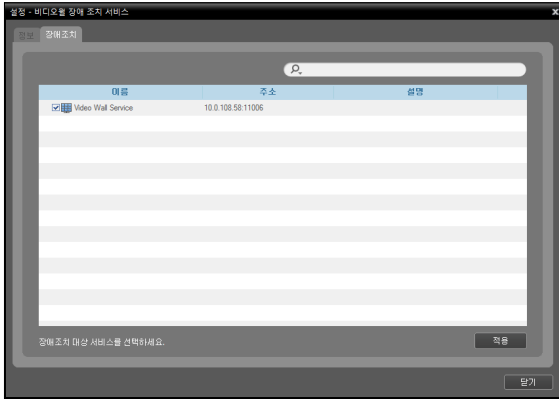 설정 - 비디오월 장애 조치 서비스 x
정보 장애조치
이름 주소 설명
Video Wall Service 10.0.108.58:11006
장애조치 대상 서비스를 선택하세요. 적용
닫기